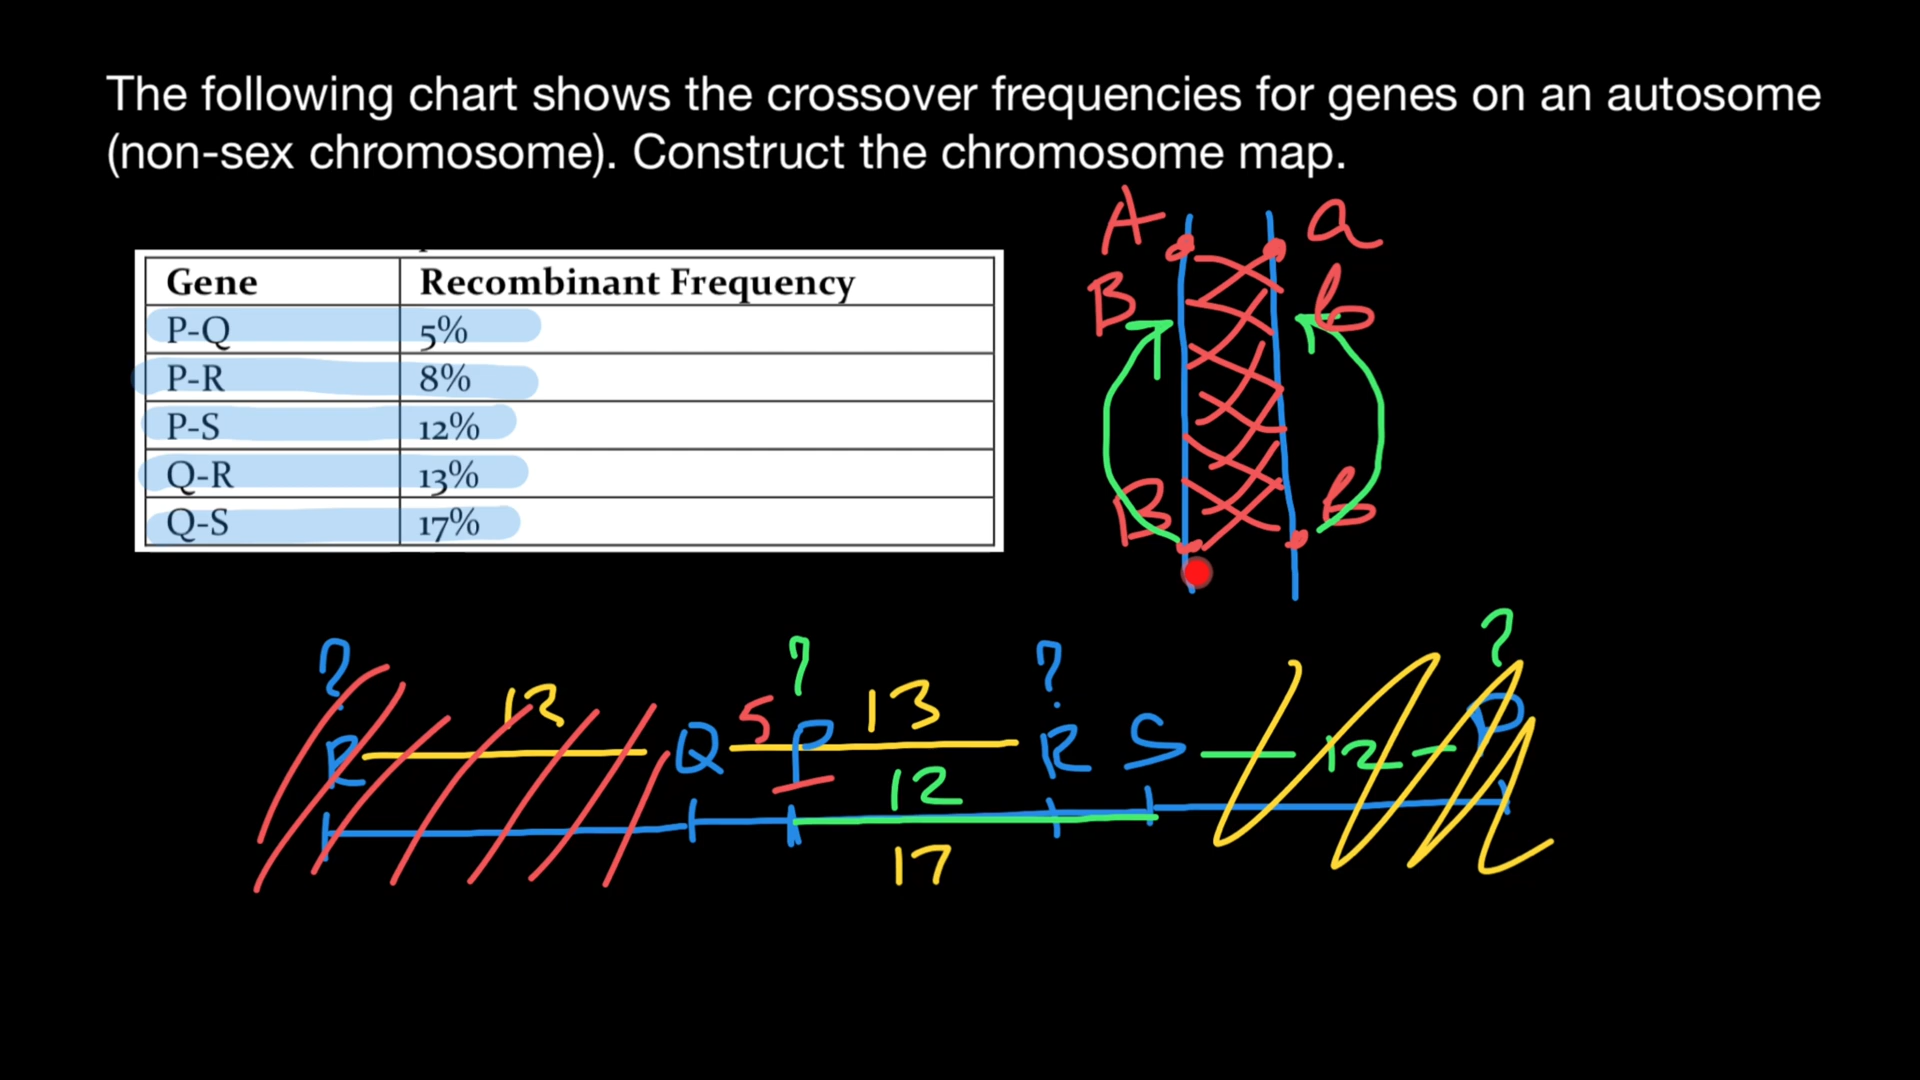 The following chart shows the crossover frequencies for genes on an autosome
(non-sex chromosome). Construct the chromosome map.
A a
B b
Gene Recombinant Frequency
P-Q 5%
P-R 8%
P-S 12%
Q-R 13%
Q-S 17%
B b
? ? ? ?
13 5 13
R Q P R S 12 P
12
17